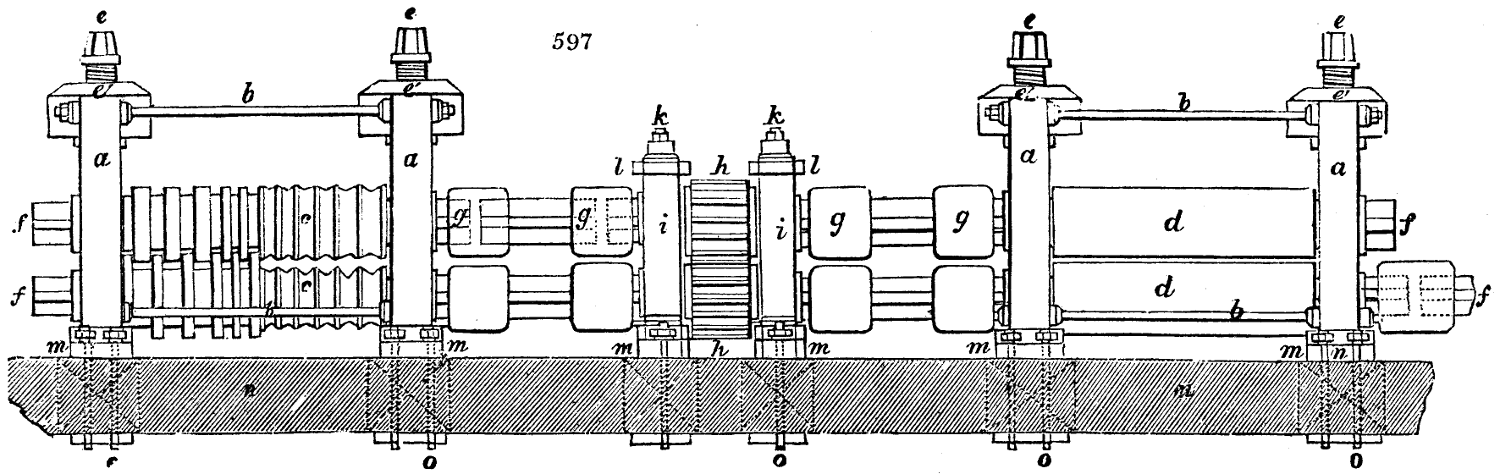 e e 597 e e
e' e' e' e'
b b
k k
a a l h l a a
f c g g i i g g d f
f c d f
b b
m m m h m m m n
n
o o o o